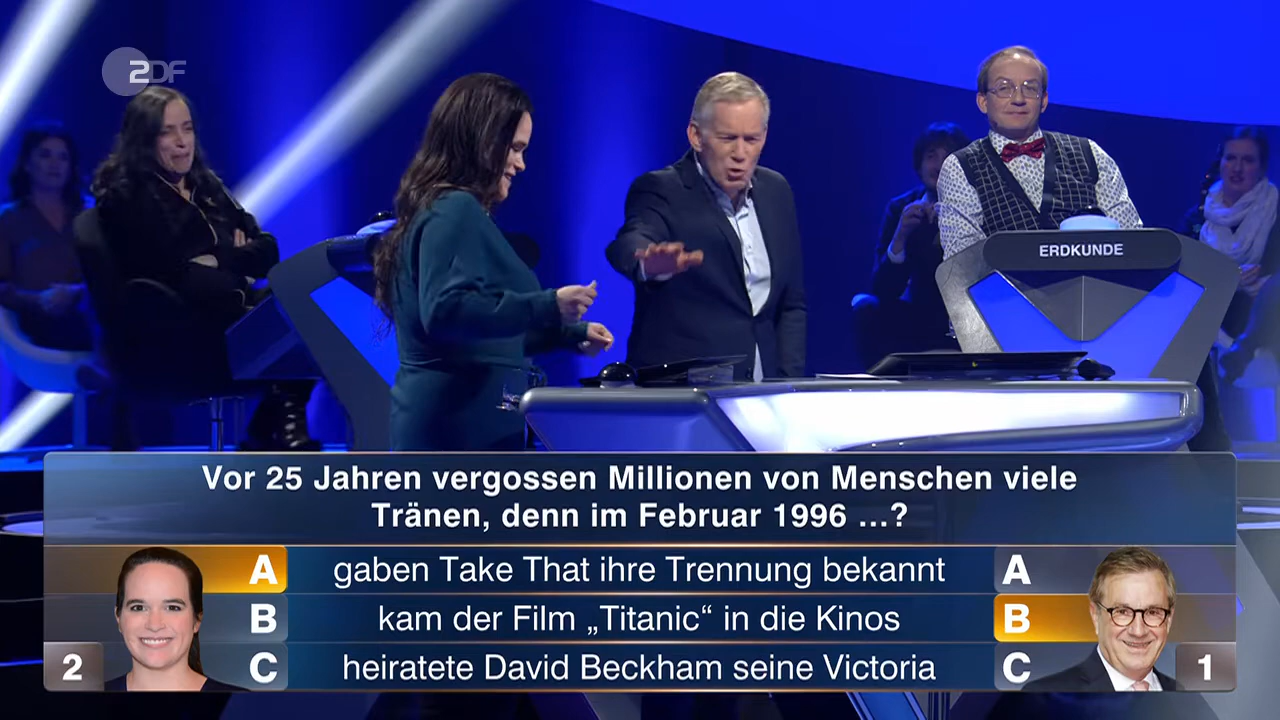 ZDF
ERDKUNDE
Vor 25 Jahren vergossen Millionen von Menschen viele
Tränen, denn im Februar 1996 ...?
A gaben Take That ihre Trennung bekannt A
B kam der Film „Titanic“ in die Kinos B
C heiratete David Beckham seine Victoria C
2
1